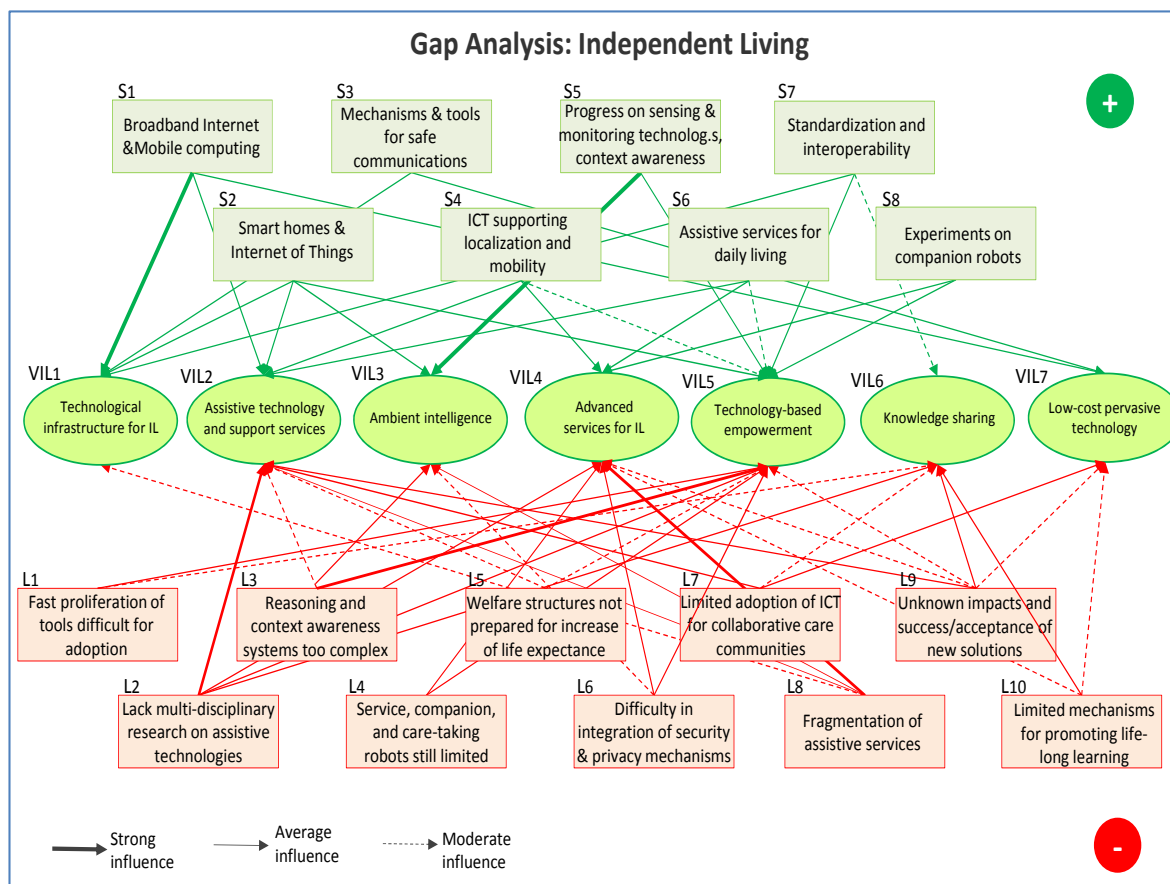 Gap Analysis: Independent Living
+
S1
Broadband Internet
&Mobile computing
S3
Mechanisms & tools
for safe
communications
S5
Progress on sensing &
monitoring technolog.s,
context awareness
S7
Standardization and
interoperability
S2
Smart homes &
Internet of Things
S4
ICT supporting
localization and
mobility
S6
Assistive services for
daily living
S8
Experiments on
companion robots
VIL1
Technological
infrastructure for IL
VIL2
Assistive technology
and support services
VIL3
Ambient intelligence
VIL4
Advanced
services for IL
VIL5
Technology-based
empowerment
VIL6
Knowledge sharing
VIL7
Low-cost pervasive
technology
L1
Fast proliferation of
tools difficult for
adoption
L3
Reasoning and
context awareness
systems too complex
L5
Welfare structures not
prepared for increase
of life expectance
L7
Limited adoption of ICT
for collaborative care
communities
L9
Unknown impacts and
success/acceptance of
new solutions
L2
Lack multi-disciplinary
research on assistive
technologies
L4
Service, companion,
and care-taking
robots still limited
L6
Difficulty in
integration of security
& privacy mechanisms
L8
Fragmentation of
assistive services
L10
Limited mechanisms
for promoting life-
long learning
Strong
influence
Average
influence
Moderate
influence
-